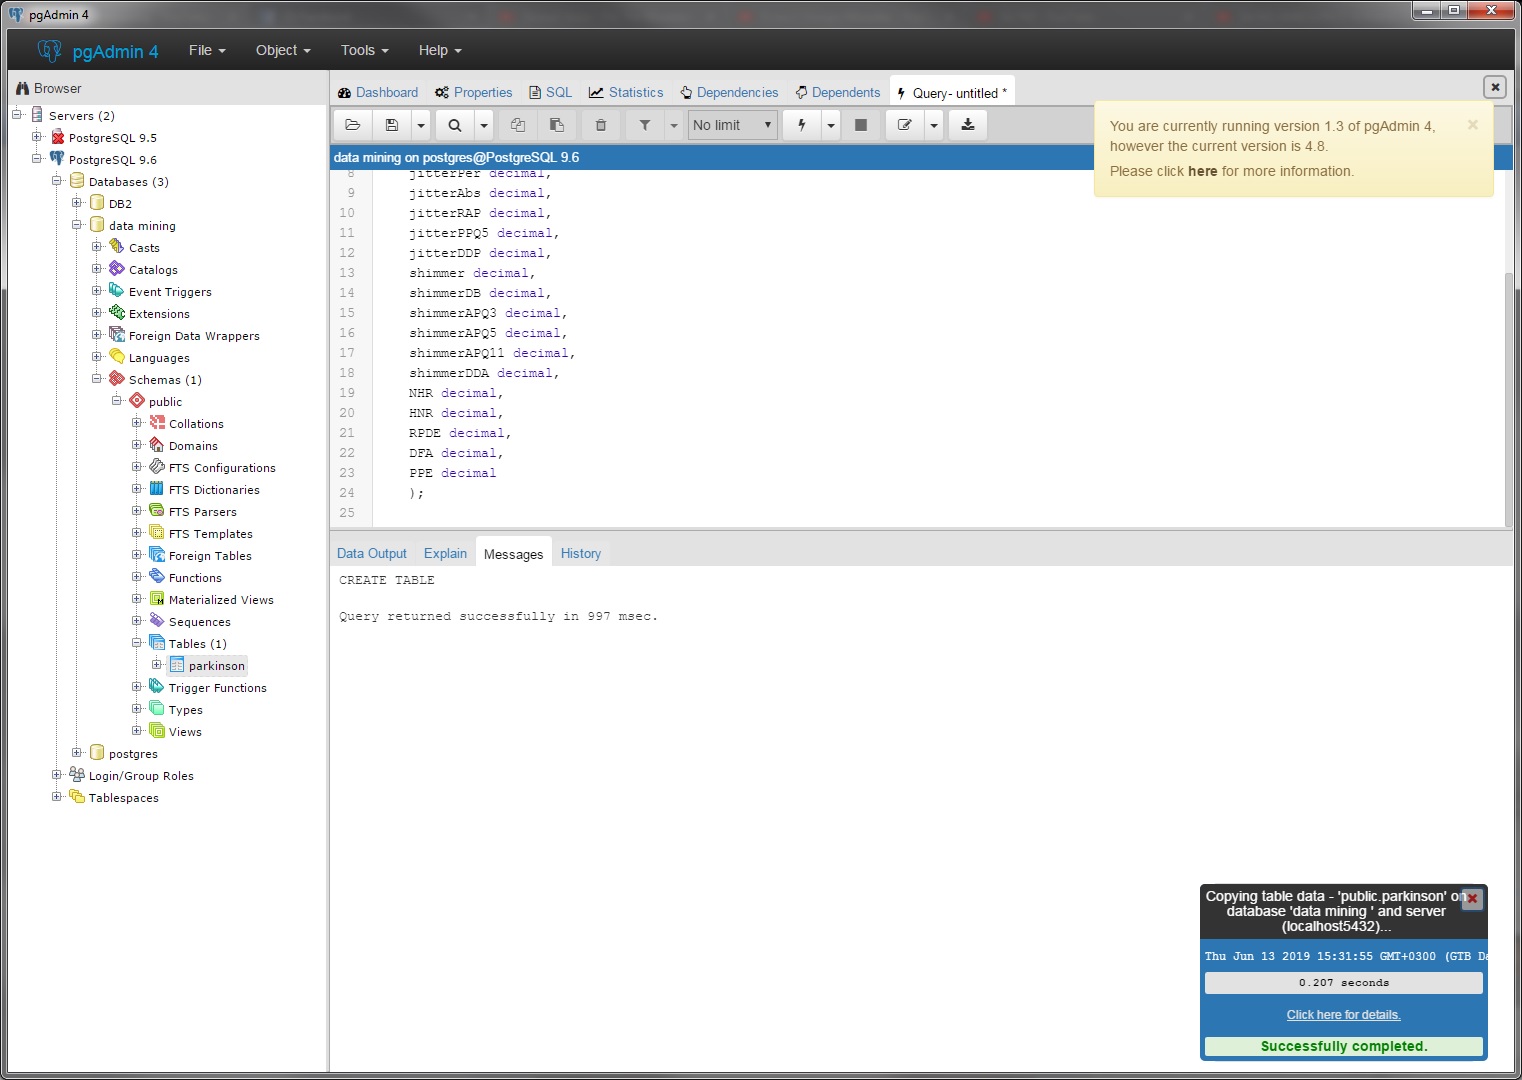 pgAdmin 4
pgAdmin 4 File Object Tools Help
Browser
Servers (2)
PostgreSQL 9.5
PostgreSQL 9.6
Databases (3)
DB2
data mining
Casts
Catalogs
Event Triggers
Extensions
Foreign Data Wrappers
Languages
Schemas (1)
public
Collations
Domains
FTS Configurations
FTS Dictionaries
FTS Parsers
FTS Templates
Foreign Tables
Functions
Materialized Views
Sequences
Tables (1)
parkinson
Trigger Functions
Types
Views
postgres
Login/Group Roles
Tablespaces
Dashboard Properties SQL Statistics Dependencies Dependents Query- untitled *
No limit
You are currently running version 1.3 of pgAdmin 4,
however the current version is 4.8.
Please click here for more information.
data mining on postgres@PostgreSQL 9.6
8 jitterPer decimal,
9 jitterAbs decimal,
10 jitterRAP decimal,
11 jitterPPQ5 decimal,
12 jitterDDP decimal,
13 shimmer decimal,
14 shimmerDB decimal,
15 shimmerAPQ3 decimal,
16 shimmerAPQ5 decimal,
17 shimmerAPQ11 decimal,
18 shimmerDDA decimal,
19 NHR decimal,
20 HNR decimal,
21 RPDE decimal,
22 DFA decimal,
23 PPE decimal
24 );
25
Data Output Explain Messages History
CREATE TABLE
Query returned successfully in 997 msec.
Copying table data - 'public.parkinson' on
database 'data mining ' and server
(localhost5432)...
Thu Jun 13 2019 15:31:55 GMT+0300 (GTB Da
0.207 seconds
Click here for details.
Successfully completed.